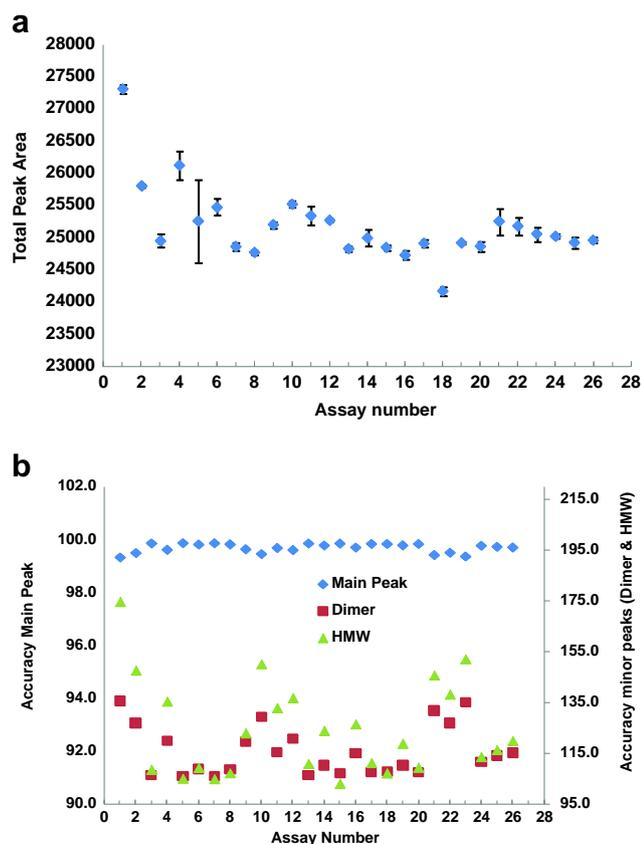 a
28000
27500
27000
26500
26000
25500
25000
24500
24000
23500
23000
Total Peak Area
0 2 4 6 8 10 12 14 16 18 20 22 24 26 28
Assay number
b
102.0
100.0
98.0
96.0
94.0
92.0
90.0
Accuracy Main Peak
Main Peak
Dimer
HMW
215.0
195.0
175.0
155.0
135.0
115.0
95.0
Accuracy minor peaks (Dimer & HMW)
0 2 4 6 8 10 12 14 16 18 20 22 24 26 28
Assay Number